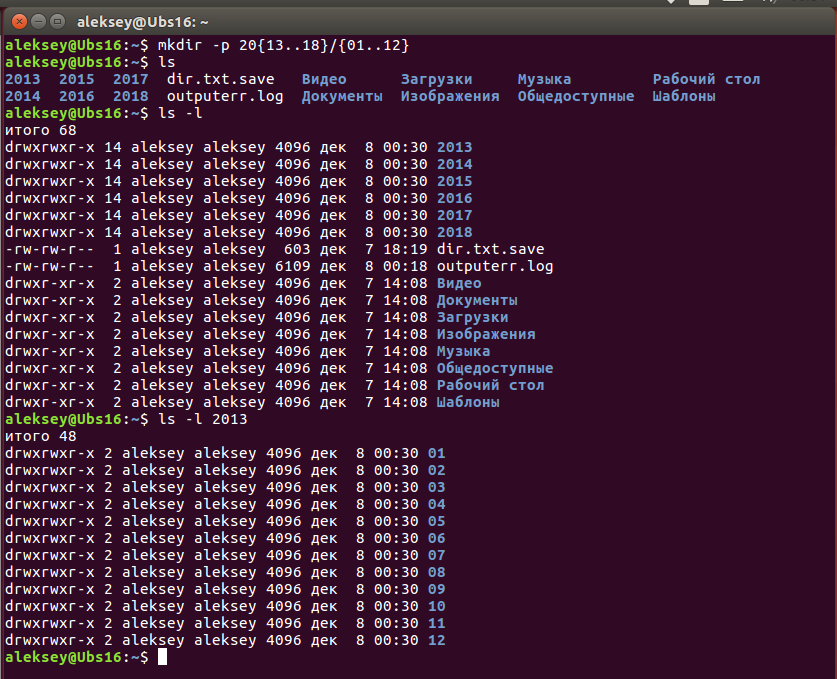 aleksey@Ubs16: ~
aleksey@Ubs16:~$ mkdir -p 20{13..18}/{01..12}
aleksey@Ubs16:~$ ls
2013  2015  2017  dir.txt.save   Видео      Загрузки     Музыка         Рабочий стол
2014  2016  2018  outputerr.log  Документы  Изображения  Общедоступные  Шаблоны
aleksey@Ubs16:~$ ls -l
итого 68
drwxrwxr-x 14 aleksey aleksey 4096 дек  8 00:30 2013
drwxrwxr-x 14 aleksey aleksey 4096 дек  8 00:30 2014
drwxrwxr-x 14 aleksey aleksey 4096 дек  8 00:30 2015
drwxrwxr-x 14 aleksey aleksey 4096 дек  8 00:30 2016
drwxrwxr-x 14 aleksey aleksey 4096 дек  8 00:30 2017
drwxrwxr-x 14 aleksey aleksey 4096 дек  8 00:30 2018
-rw-rw-r--  1 aleksey aleksey  603 дек  7 18:19 dir.txt.save
-rw-rw-r--  1 aleksey aleksey 6109 дек  8 00:18 outputerr.log
drwxr-xr-x  2 aleksey aleksey 4096 дек  7 14:08 Видео
drwxr-xr-x  2 aleksey aleksey 4096 дек  7 14:08 Документы
drwxr-xr-x  2 aleksey aleksey 4096 дек  7 14:08 Загрузки
drwxr-xr-x  2 aleksey aleksey 4096 дек  7 14:08 Изображения
drwxr-xr-x  2 aleksey aleksey 4096 дек  7 14:08 Музыка
drwxr-xr-x  2 aleksey aleksey 4096 дек  7 14:08 Общедоступные
drwxr-xr-x  2 aleksey aleksey 4096 дек  7 14:08 Рабочий стол
drwxr-xr-x  2 aleksey aleksey 4096 дек  7 14:08 Шаблоны
aleksey@Ubs16:~$ ls -l 2013
итого 48
drwxrwxr-x 2 aleksey aleksey 4096 дек  8 00:30 01
drwxrwxr-x 2 aleksey aleksey 4096 дек  8 00:30 02
drwxrwxr-x 2 aleksey aleksey 4096 дек  8 00:30 03
drwxrwxr-x 2 aleksey aleksey 4096 дек  8 00:30 04
drwxrwxr-x 2 aleksey aleksey 4096 дек  8 00:30 05
drwxrwxr-x 2 aleksey aleksey 4096 дек  8 00:30 06
drwxrwxr-x 2 aleksey aleksey 4096 дек  8 00:30 07
drwxrwxr-x 2 aleksey aleksey 4096 дек  8 00:30 08
drwxrwxr-x 2 aleksey aleksey 4096 дек  8 00:30 09
drwxrwxr-x 2 aleksey aleksey 4096 дек  8 00:30 10
drwxrwxr-x 2 aleksey aleksey 4096 дек  8 00:30 11
drwxrwxr-x 2 aleksey aleksey 4096 дек  8 00:30 12
aleksey@Ubs16:~$